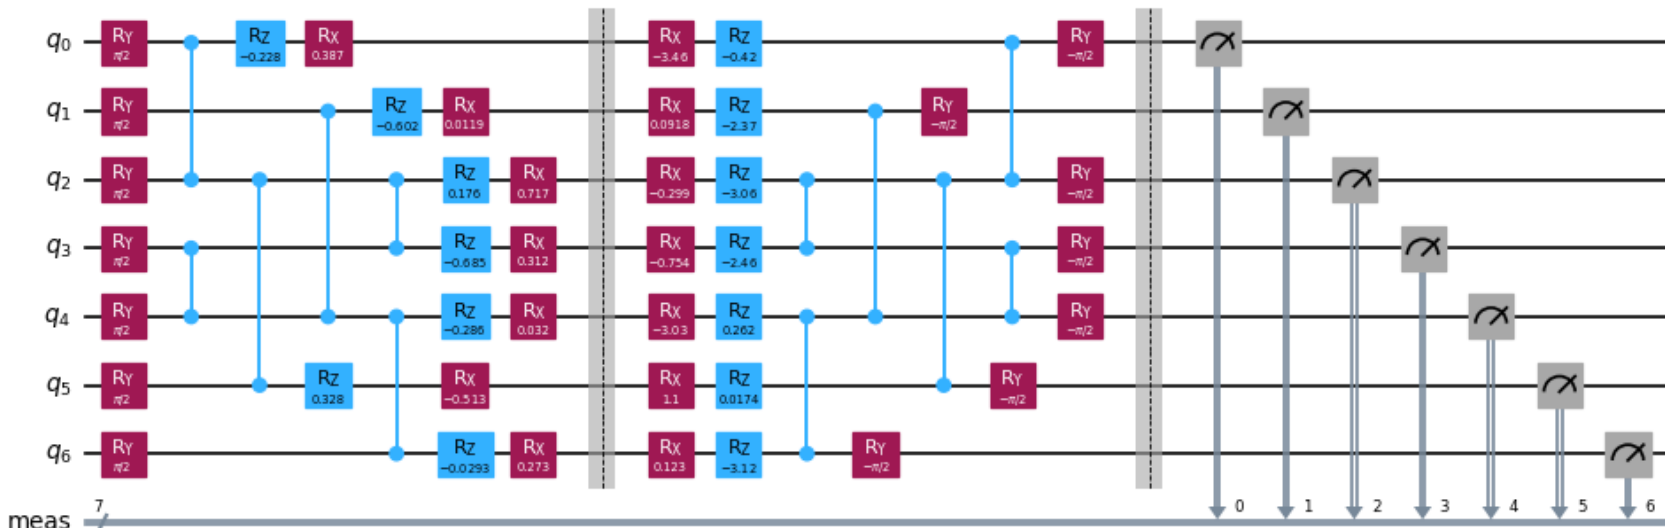 q0 RY π/2 RZ −0.228 RX 0.387 RX −3.46 RZ −0.42 RY −π/2
q1 RY π/2 RZ −0.602 RX 0.0119 RX 0.0918 RZ −2.37 RY −π/2
q2 RY π/2 RZ 0.176 RX 0.717 RX −0.299 RZ −3.06 RY −π/2
q3 RY π/2 RZ −0.685 RX 0.312 RX −0.754 RZ −2.46 RY −π/2
q4 RY π/2 RZ −0.286 RX 0.032 RX −3.03 RZ 0.262 RY −π/2
q5 RY π/2 RZ 0.328 RX −0.513 RX 1.1 RZ 0.0174 RY −π/2
q6 RY π/2 RZ −0.0293 RX 0.273 RX 0.123 RZ −3.12 RY −π/2
meas 7 0 1 2 3 4 5 6